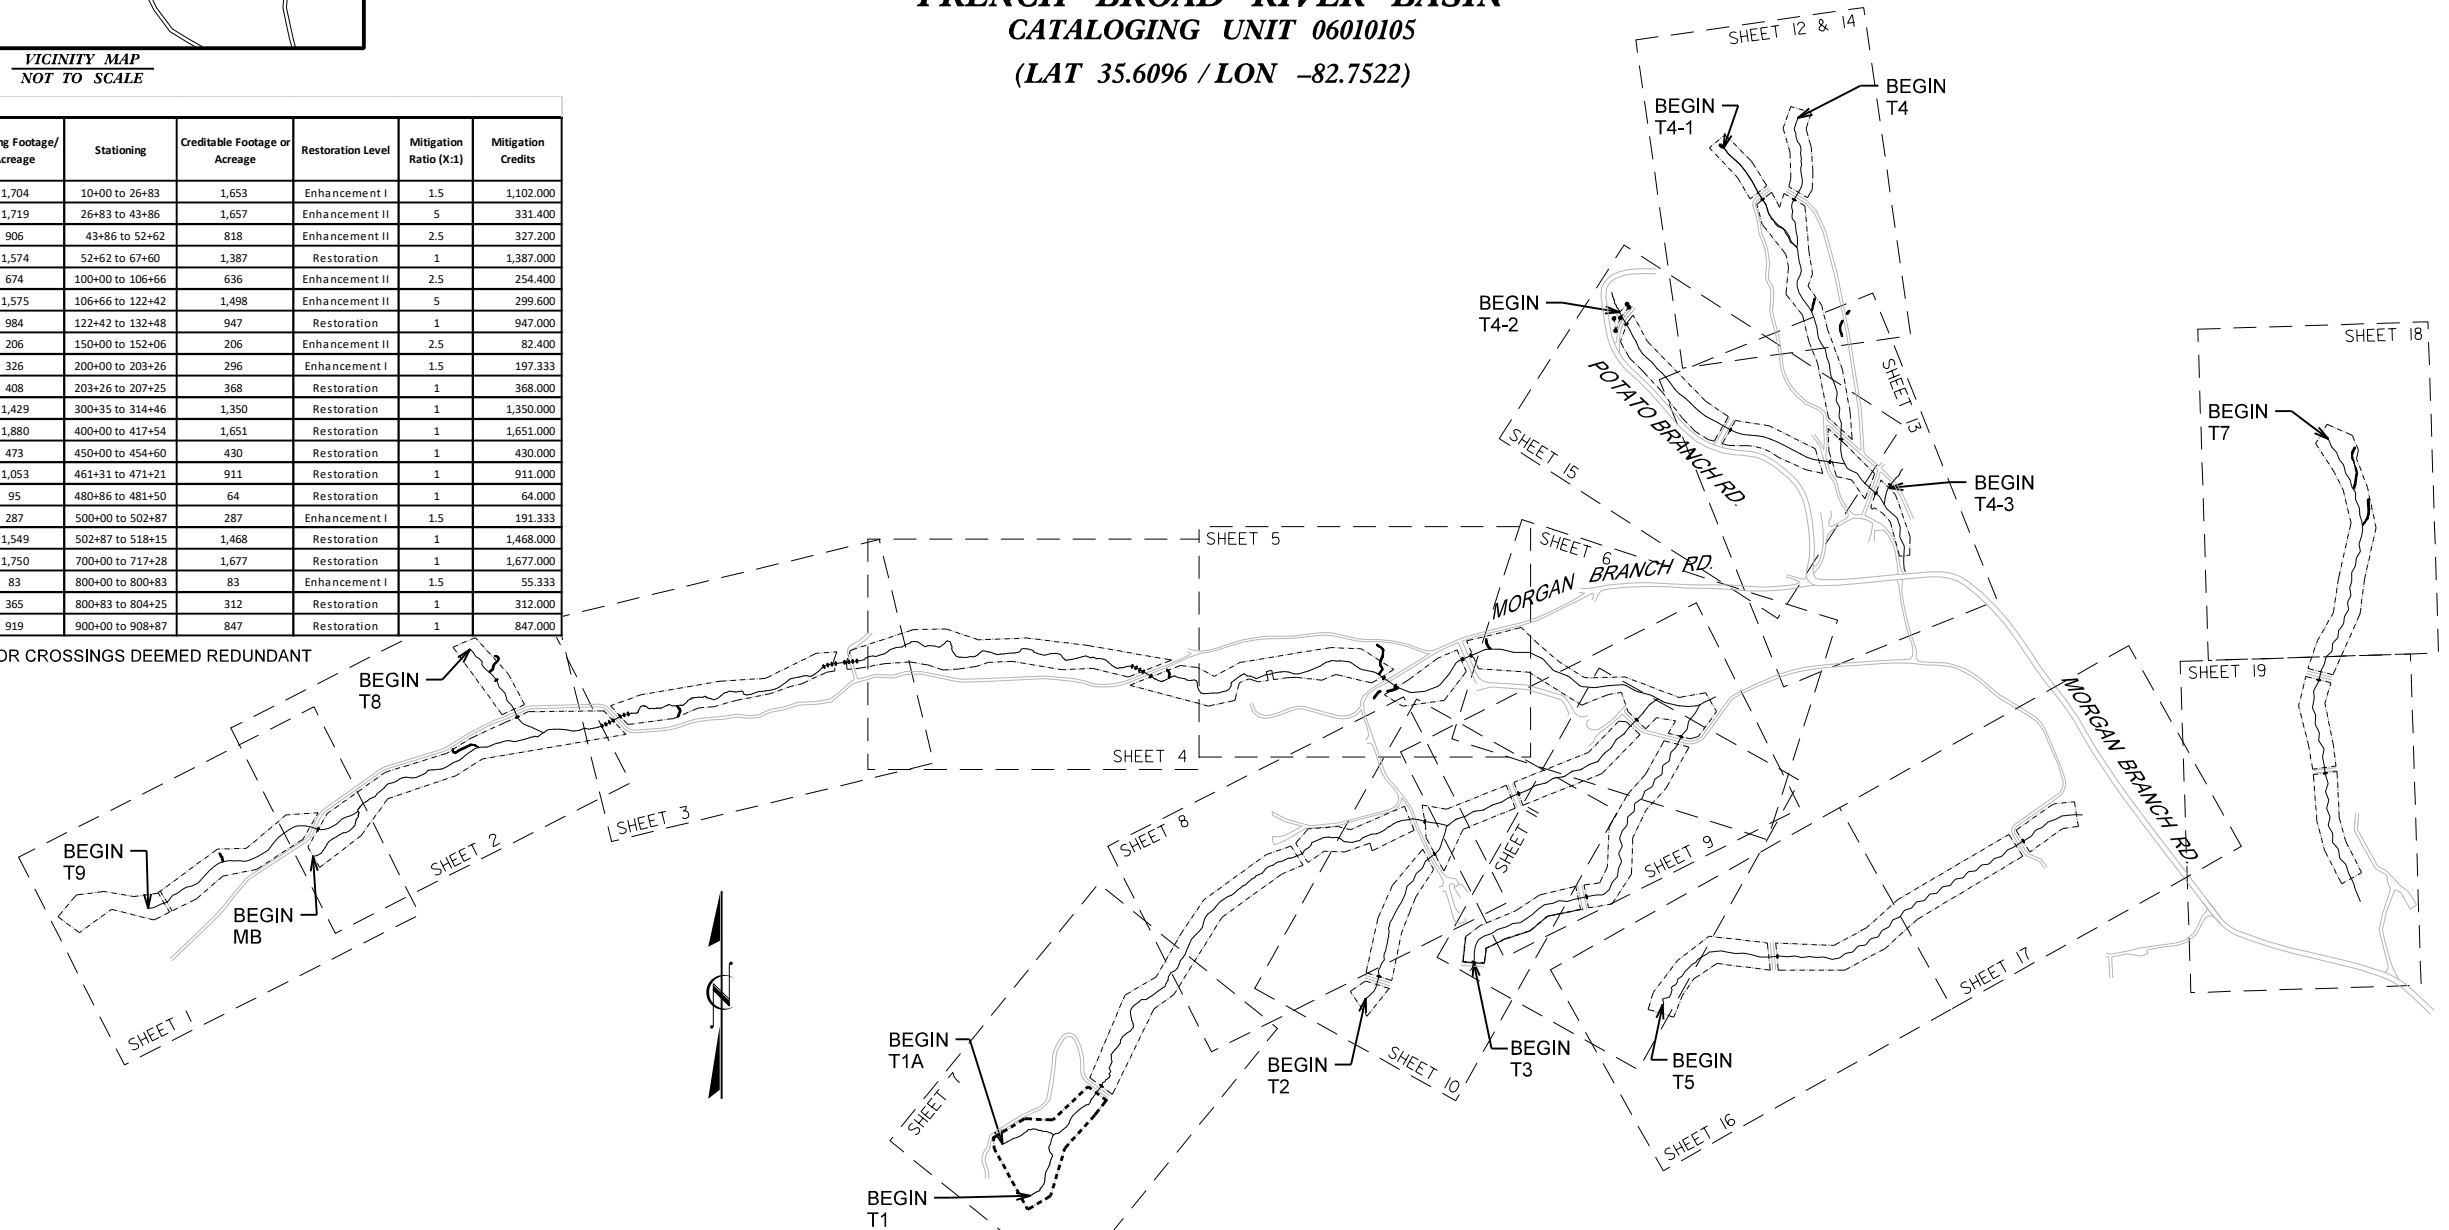 FRENCH BROAD RIVER BASIN
CATALOGING UNIT 06010105
(LAT 35.6096 / LON -82.7522)
VICINITY MAP
NOT TO SCALE
ng Footage/ creage Stationing Creditable Footage or Acreage Restoration Level Mitigation Ratio (X:1) Mitigation Credits
1,704 10+00 to 26+83 1,653 Enhancement I 1.5 1,102.000
1,719 26+83 to 43+86 1,657 Enhancement II 5 331.400
906 43+86 to 52+62 818 Enhancement II 2.5 327.200
1,574 52+62 to 67+60 1,387 Restoration 1 1,387.000
674 100+00 to 106+66 636 Enhancement II 2.5 254.400
1,575 106+66 to 122+42 1,498 Enhancement II 5 299.600
984 122+42 to 132+48 947 Restoration 1 947.000
206 150+00 to 152+06 206 Enhancement II 2.5 82.400
326 200+00 to 203+26 296 Enhancement I 1.5 197.333
408 203+26 to 207+25 368 Restoration 1 368.000
1,429 300+35 to 314+46 1,350 Restoration 1 1,350.000
1,880 400+00 to 417+54 1,651 Restoration 1 1,651.000
473 450+00 to 454+60 430 Restoration 1 430.000
1,053 461+31 to 471+21 911 Restoration 1 911.000
95 480+86 to 481+50 64 Restoration 1 64.000
287 500+00 to 502+87 287 Enhancement I 1.5 191.333
1,549 502+87 to 518+15 1,468 Restoration 1 1,468.000
1,750 700+00 to 717+28 1,677 Restoration 1 1,677.000
83 800+00 to 800+83 83 Enhancement I 1.5 55.333
365 800+83 to 804+25 312 Restoration 1 312.000
919 900+00 to 908+87 847 Restoration 1 847.000
OR CROSSINGS DEEMED REDUNDANT
SHEET 12 & 14
BEGIN
T4
BEGIN
T4-1
BEGIN
T4-2
SHEET 13
SHEET 18
BEGIN
T7
POTATO BRANCH RD.
SHEET 15
BEGIN
T4-3
SHEET 5
SHEET 6
MORGAN BRANCH RD.
BEGIN
T8
SHEET 19
MORGAN BRANCH RD.
SHEET 4
SHEET 3
SHEET 2
SHEET 8
SHEET 11
SHEET 9
BEGIN
T9
BEGIN
MB
SHEET 17
SHEET 1
N
BEGIN
T1A
SHEET 7
BEGIN
T2
SHEET 10
BEGIN
T3
BEGIN
T5
SHEET 16
BEGIN
T1